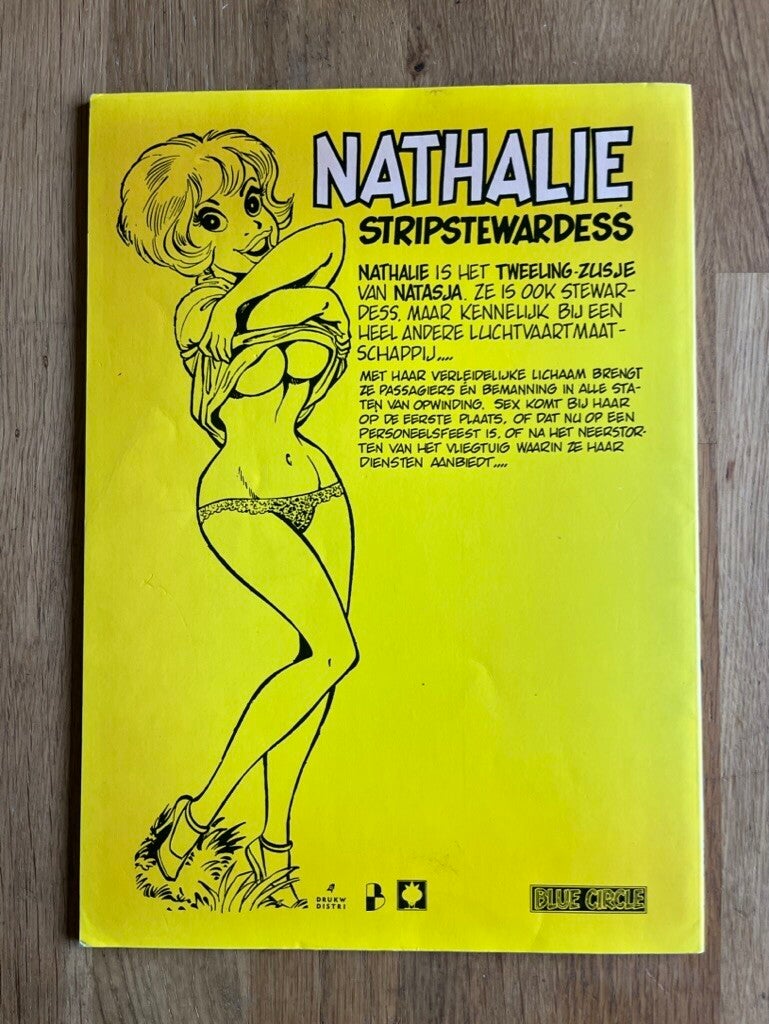 NATHALIE
STRIPSTEWARDESS
NATHALIE IS HET TWEELING-ZUSJE
VAN NATASJA. ZE IS OOK STEWAR-
DESS, MAAR KENNELIJK BIJ EEN
HEEL ANDERE LUCHTVAARTMAAT-
SCHAPPIJ....
MET HAAR VERLEIDELIJKE LICHAAM BRENGT
ZE PASSAGIERS ÉN BEMANNING IN ALLE STA-
TEN VAN OPWINDING. SEX KOMT BIJ HAAR
OP DE EERSTE PLAATS, OF DAT NU OP EEN
PERSONEELSFEEST IS, OF NA HET NEERSTOR-
TEN VAN HET VLIEGTUIG WAARIN ZE HAAR
DIENSTEN AANBIEDT....
DRUKW
DISTRI
B
BLUE CIRCLE